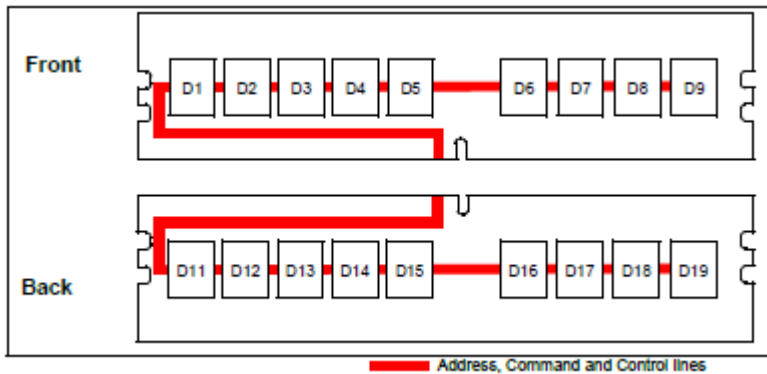 Front
D1 D2 D3 D4 D5 D6 D7 D8 D9
D11 D12 D13 D14 D15 D16 D17 D18 D19
Back
Address, Command and Control lines